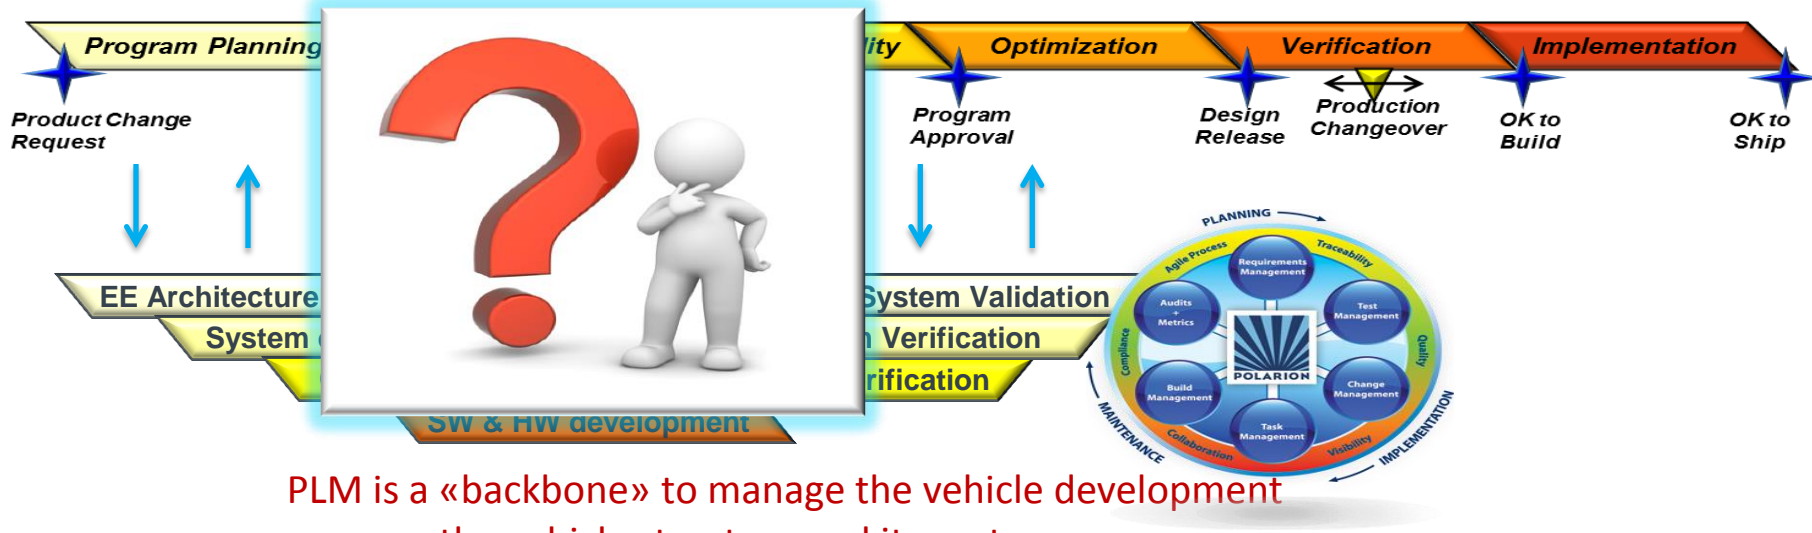 Program Planning
lity
Optimization
Verification
Implementation
Product Change
Request
Program
Approval
Design
Release
Production
Changeover
OK to
Build
OK to
Ship
EE Architecture
System Validation
System
Verification
rification
SW & HW development
PLANNING
Agile Process
Traceability
Requirements
Management
Audits
+
Metrics
Test
Management
Compliance
Quality
POLARION
Build
Management
Change
Management
Task
Management
Collaboration
Visibility
MAINTENANCE
IMPLEMENTATION
PLM is a «backbone» to manage the vehicle development